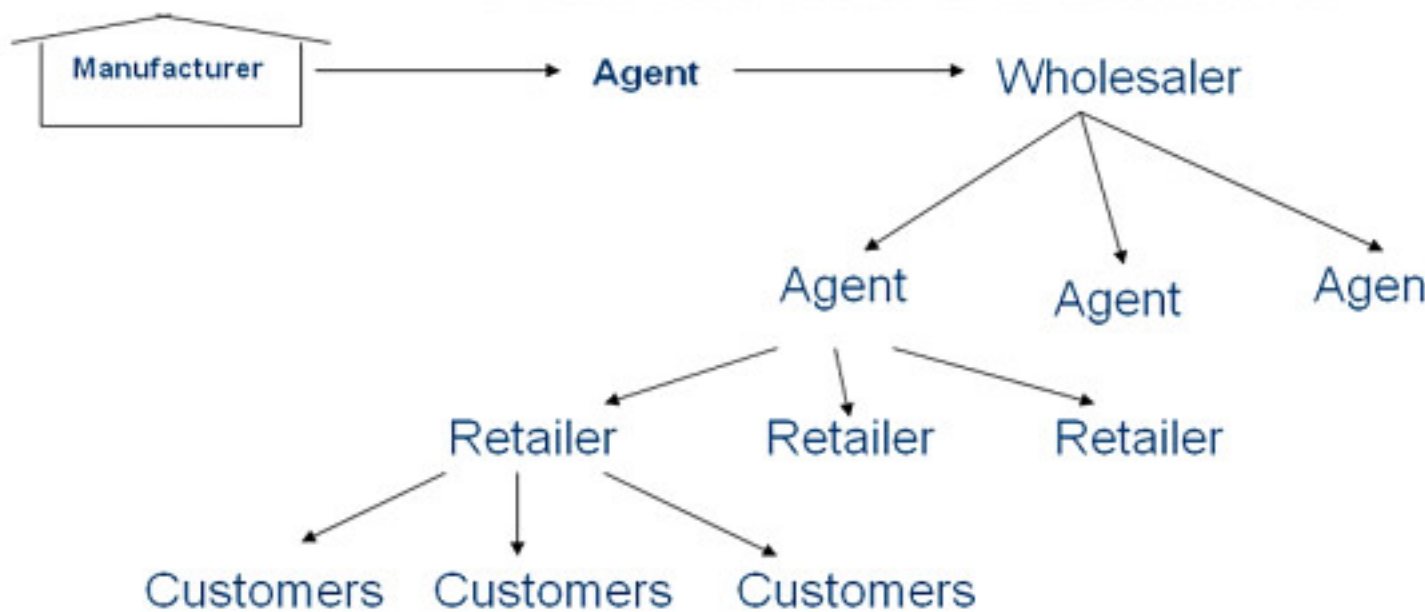 Manufacturer
Agent
Wholesaler
Agent
Agent
Agen
Retailer
Retailer
Retailer
Customers
Customers
Customers